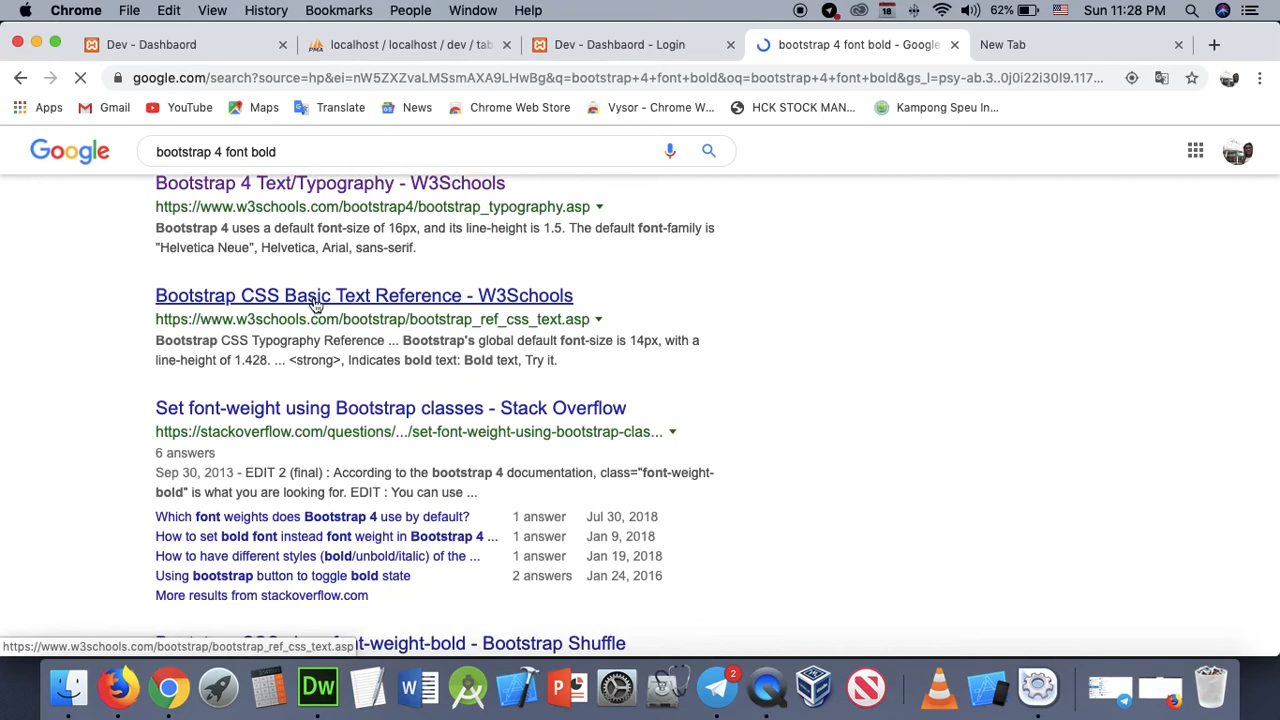 Chrome File Edit View History Bookmarks People Window Help 18 62% Sun 11:28 PM
Dev - Dashbaord localhost / localhost / dev / tab Dev - Dashbaord - Login bootstrap 4 font bold - Google New Tab
google.com/search?source=hp&ei=nW5ZXZvaLMSsmAXA9LHwBg&q=bootstrap+4+font+bold&oq=bootstrap+4+font+bold&gs_l=psy-ab.3..0j0i22i30l9.117...
Apps Gmail YouTube Maps Translate News Chrome Web Store Vysor - Chrome W... HCK STOCK MAN... Kampong Speu In...
Google bootstrap 4 font bold
Bootstrap 4 Text/Typography - W3Schools
https://www.w3schools.com/bootstrap4/bootstrap_typography.asp
Bootstrap 4 uses a default font-size of 16px, and its line-height is 1.5. The default font-family is
"Helvetica Neue", Helvetica, Arial, sans-serif.
Bootstrap CSS Basic Text Reference - W3Schools
https://www.w3schools.com/bootstrap/bootstrap_ref_css_text.asp
Bootstrap CSS Typography Reference ... Bootstrap's global default font-size is 14px, with a
line-height of 1.428. ... <strong>, Indicates bold text: Bold text, Try it.
Set font-weight using Bootstrap classes - Stack Overflow
https://stackoverflow.com/questions/.../set-font-weight-using-bootstrap-clas...
6 answers
Sep 30, 2013 - EDIT 2 (final) : According to the bootstrap 4 documentation, class="font-weight-
bold" is what you are looking for. EDIT : You can use ...
Which font weights does Bootstrap 4 use by default? 1 answer Jul 30, 2018
How to set bold font instead font weight in Bootstrap 4 ... 1 answer Jan 9, 2018
How to have different styles (bold/unbold/italic) of the ... 1 answer Jan 19, 2018
Using bootstrap button to toggle bold state 2 answers Jan 24, 2016
More results from stackoverflow.com
font-weight-bold - Bootstrap Shuffle
https://www.w3schools.com/bootstrap/bootstrap_ref_css_text.asp
Dw W P 2